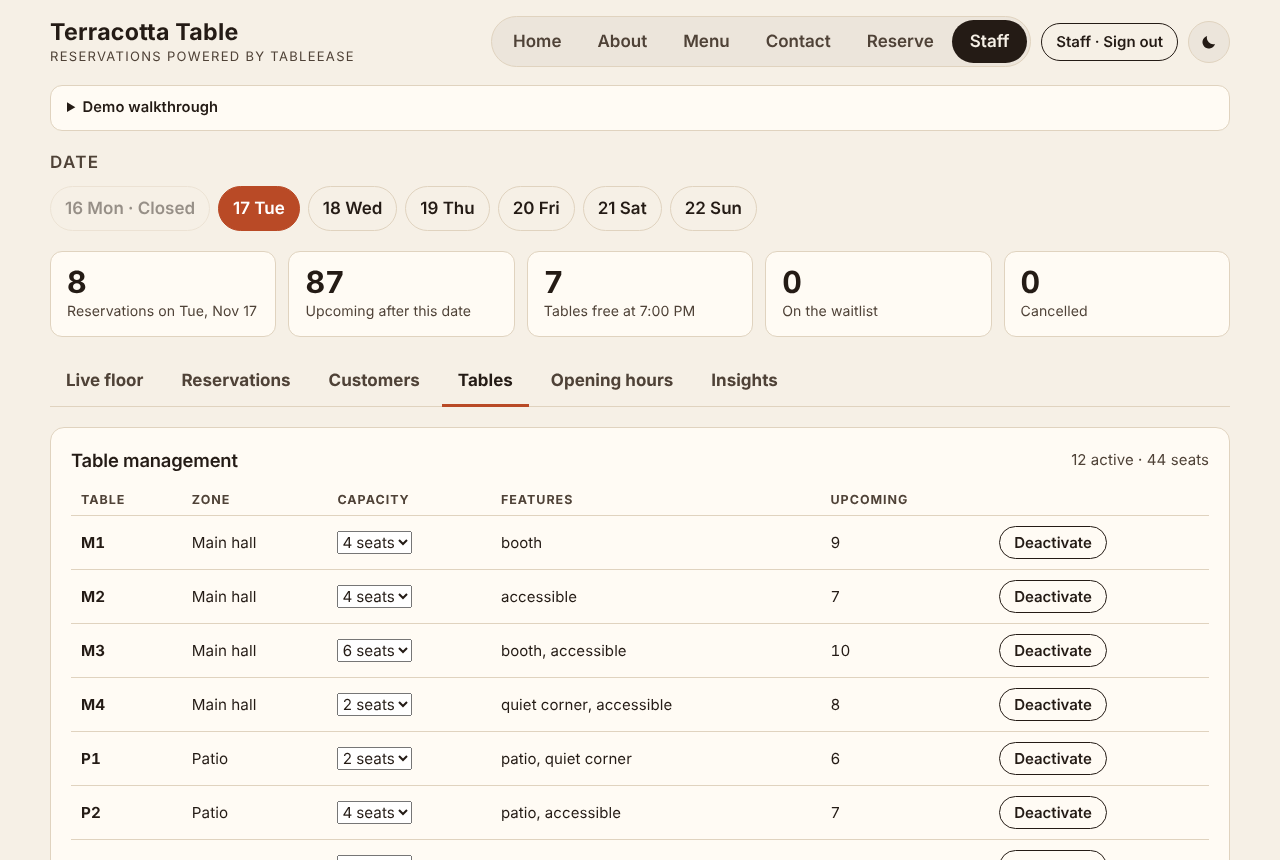 Terracotta Table
RESERVATIONS POWERED BY TABLEEASE
Home About Menu Contact Reserve Staff Staff · Sign out
Demo walkthrough
DATE
16 Mon · Closed 17 Tue 18 Wed 19 Thu 20 Fri 21 Sat 22 Sun
8 87 7 0 0
Reservations on Tue, Nov 17 Upcoming after this date Tables free at 7:00 PM On the waitlist Cancelled
Live floor Reservations Customers Tables Opening hours Insights
Table management 12 active · 44 seats
TABLE ZONE CAPACITY FEATURES UPCOMING
M1 Main hall 4 seats booth 9 Deactivate
M2 Main hall 4 seats accessible 7 Deactivate
M3 Main hall 6 seats booth, accessible 10 Deactivate
M4 Main hall 2 seats quiet corner, accessible 8 Deactivate
P1 Patio 2 seats patio, quiet corner 6 Deactivate
P2 Patio 4 seats patio, accessible 7 Deactivate